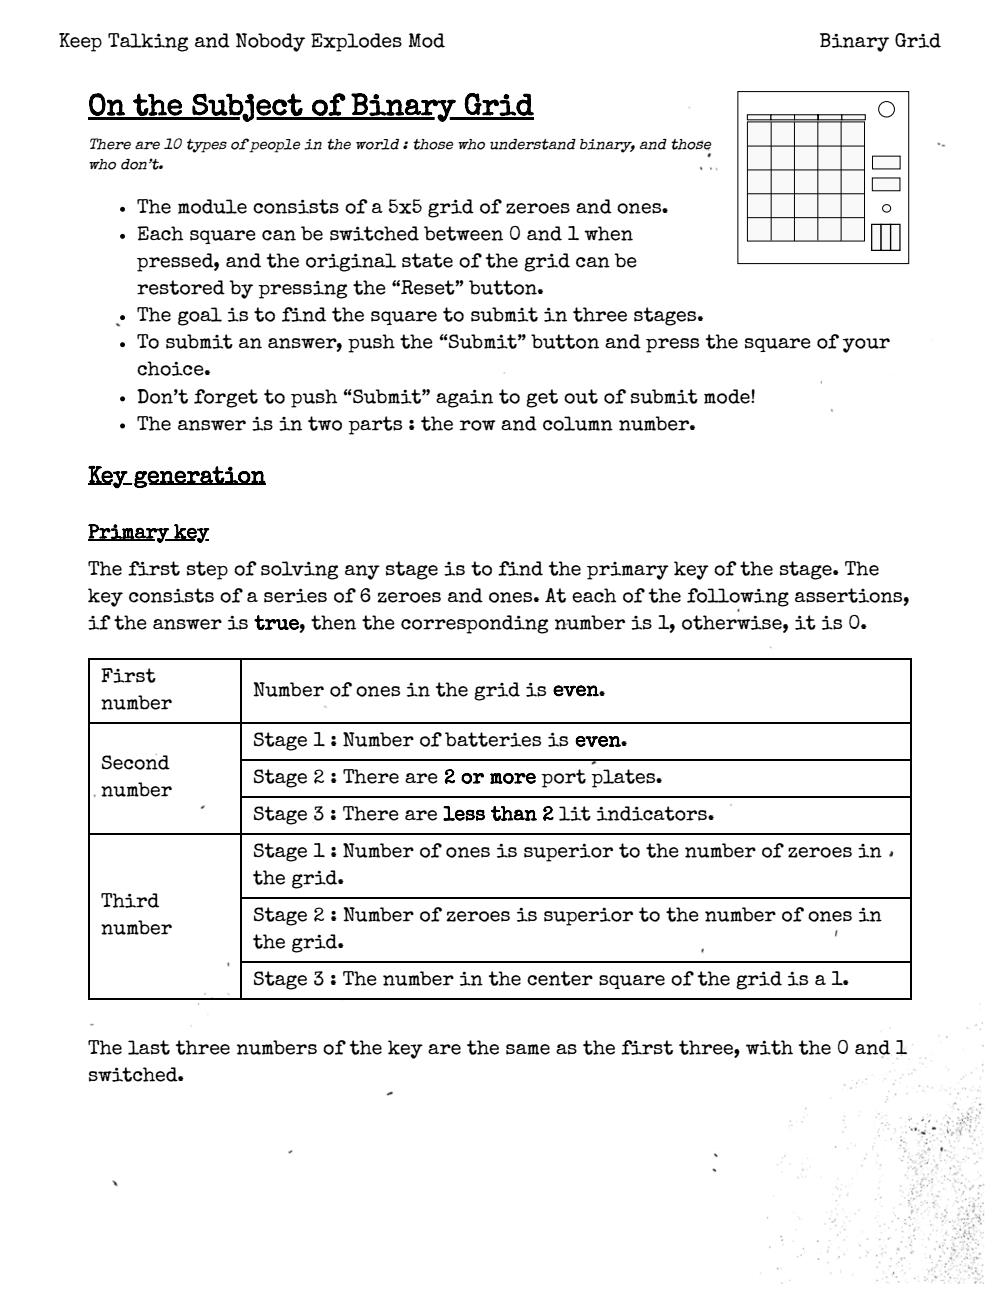 Keep Talking and Nobody Explodes Mod
Binary Grid
On the Subject of Binary Grid
There are 10 types of people in the world : those who understand binary, and those
who don't.
• The module consists of a 5x5 grid of zeroes and ones.
• Each square can be switched between 0 and 1 when
pressed, and the original state of the grid can be
restored by pressing the “Reset” button.
• The goal is to find the square to submit in three stages.
• To submit an answer, push the “Submit” button and press the square of your
choice.
• Don’t forget to push “Submit” again to get out of submit mode!
• The answer is in two parts : the row and column number.
Key generation
Primary key
The first step of solving any stage is to find the primary key of the stage. The
key consists of a series of 6 zeroes and ones. At each of the following assertions,
if the answer is true, then the corresponding number is 1, otherwise, it is 0.
First
number
Number of ones in the grid is even.
Second
number
Stage 1 : Number of batteries is even.
Stage 2 : There are 2 or more port plates.
Stage 3 : There are less than 2 lit indicators.
Third
number
Stage 1 : Number of ones is superior to the number of zeroes in
the grid.
Stage 2 : Number of zeroes is superior to the number of ones in
the grid.
Stage 3 : The number in the center square of the grid is a 1.
The last three numbers of the key are the same as the first three, with the 0 and 1
switched.